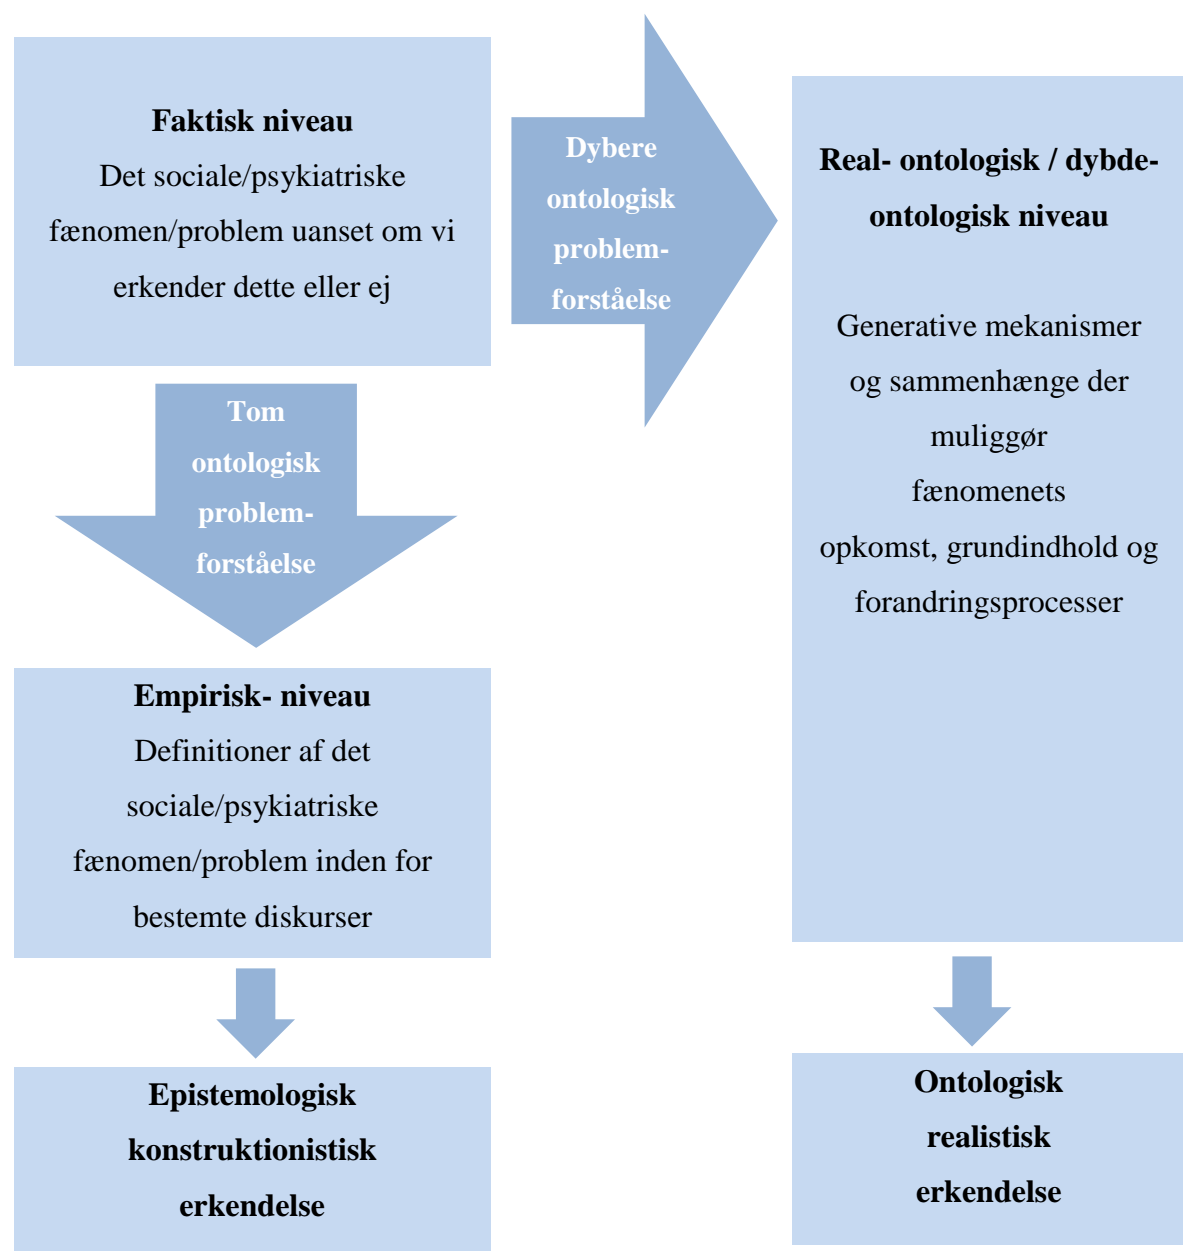 Faktisk niveau
Det sociale/psykiatriske
fænomen/problem uanset om vi
erkender dette eller ej
Dybere
ontologisk
problem-
forståelse
Real- ontologisk / dybde-
ontologisk niveau
Generative mekanismer
og sammenhænge der
muliggør
fænomenets
opkomst, grundindhold og
forandringsprocesser
Tom
ontologisk
problem-
forståelse
Empirisk- niveau
Definitioner af det
sociale/psykiatriske
fænomen/problem inden for
bestemte diskurser
Epistemologisk
konstruktionistisk
erkendelse
Ontologisk
realistisk
erkendelse